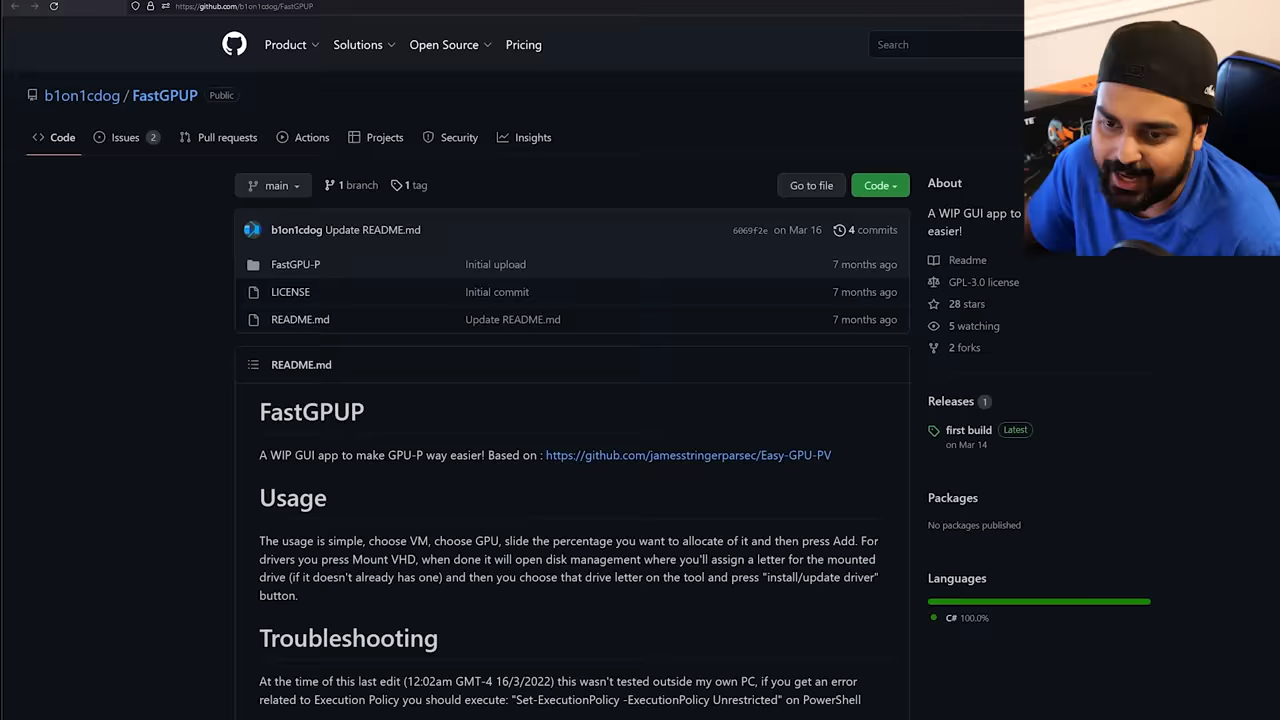 https://github.com/b1on1cdog/FastGPUP
Product
Solutions
Open Source
Pricing
Search
b1on1cdog / FastGPUP
Public
Code
Issues 2
Pull requests
Actions
Projects
Security
Insights
main
1 branch
1 tag
Go to file
Code
b1on1cdog Update README.md
6069f2e on Mar 16
4 commits
FastGPU-P
Initial upload
7 months ago
LICENSE
Initial commit
7 months ago
README.md
Update README.md
7 months ago
README.md
FastGPUP
A WIP GUI app to make GPU-P way easier! Based on : https://github.com/jamesstringerparsec/Easy-GPU-PV
Usage
The usage is simple, choose VM, choose GPU, slide the percentage you want to allocate of it and then press Add. For
drivers you press Mount VHD, when done it will open disk management where you'll assign a letter for the mounted
drive (if it doesn't already has one) and then you choose that drive letter on the tool and press "install/update driver"
button.
Troubleshooting
At the time of this last edit (12:02am GMT-4 16/3/2022) this wasn't tested outside my own PC, if you get an error
related to Execution Policy you should execute: "Set-ExecutionPolicy -ExecutionPolicy Unrestricted" on PowerShell
About
A WIP GUI app to
easier!
Readme
GPL-3.0 license
28 stars
5 watching
2 forks
Releases 1
first build
Latest
on Mar 14
Packages
No packages published
Languages
C# 100.0%